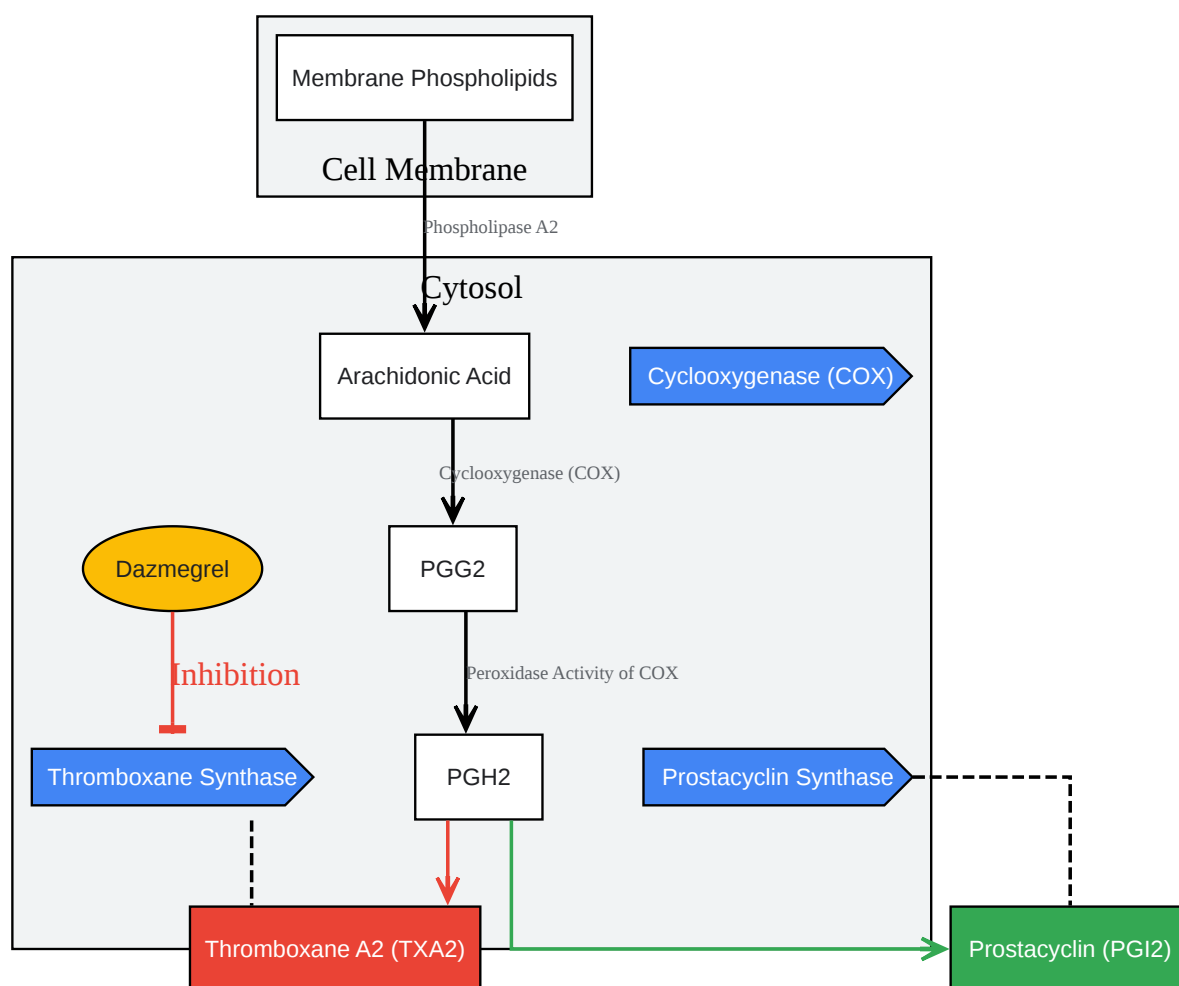 Membrane Phospholipids
Cell Membrane
Phospholipase A2
Cytosol
Arachidonic Acid
Cyclooxygenase (COX)
Cyclooxygenase (COX)
Dazmegrel
PGG2
Inhibition
Peroxidase Activity of COX
Thromboxane Synthase
PGH2
Prostacyclin Synthase
Thromboxane A2 (TXA2)
Prostacyclin (PGI2)